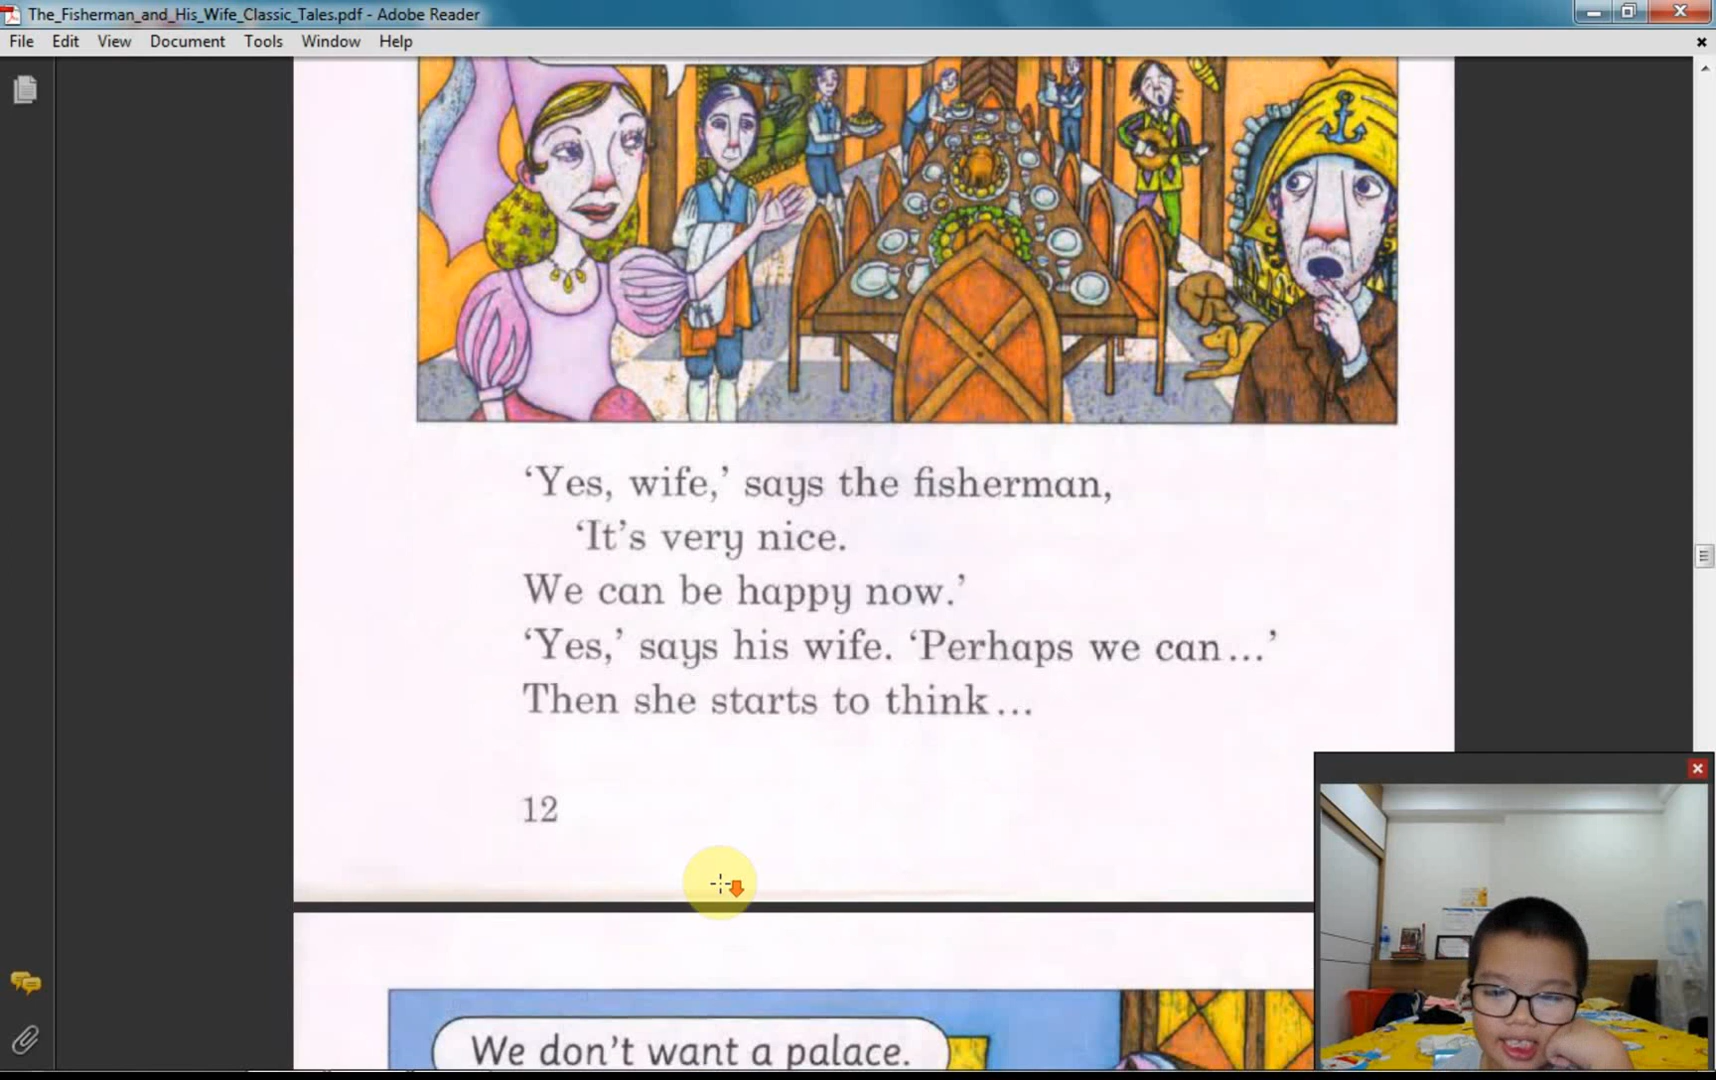 The_Fisherman_and_His_Wife_Classic_Tales.pdf - Adobe Reader
File Edit View Document Tools Window Help
‘Yes, wife,’ says the fisherman,
‘It’s very nice.
We can be happy now.’
‘Yes,’ says his wife. ‘Perhaps we can...’
Then she starts to think...
12
We don’t want a palace.